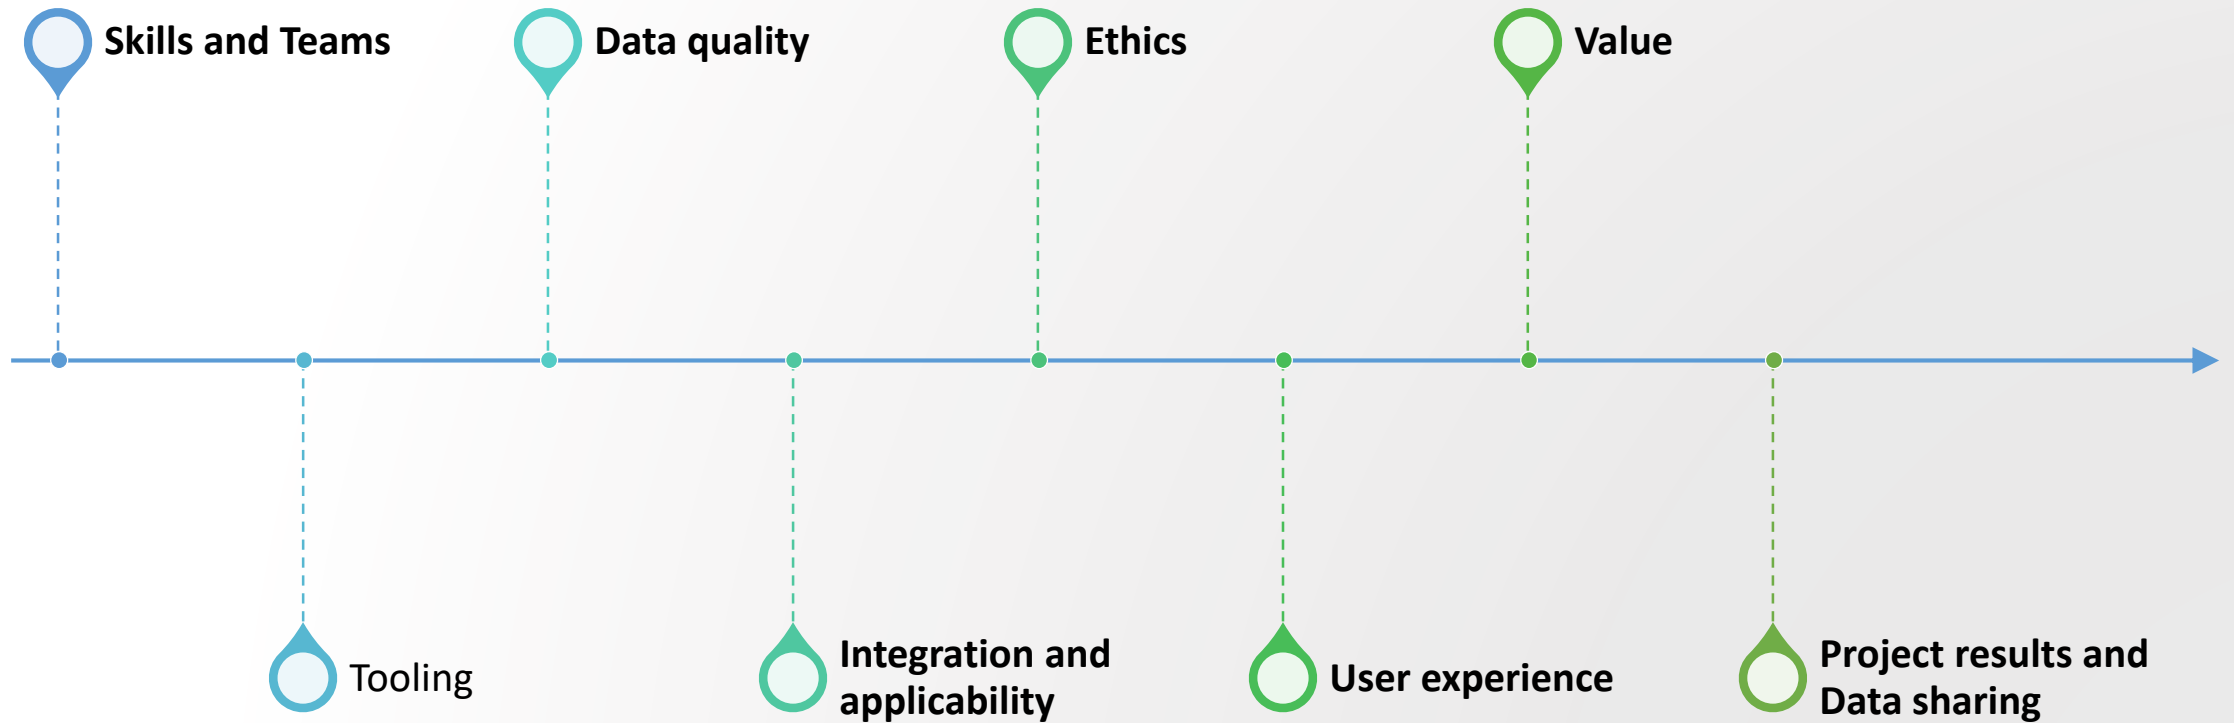 Skills and Teams
Data quality
Ethics
Value
Tooling
Integration and
applicability
User experience
Project results and
Data sharing